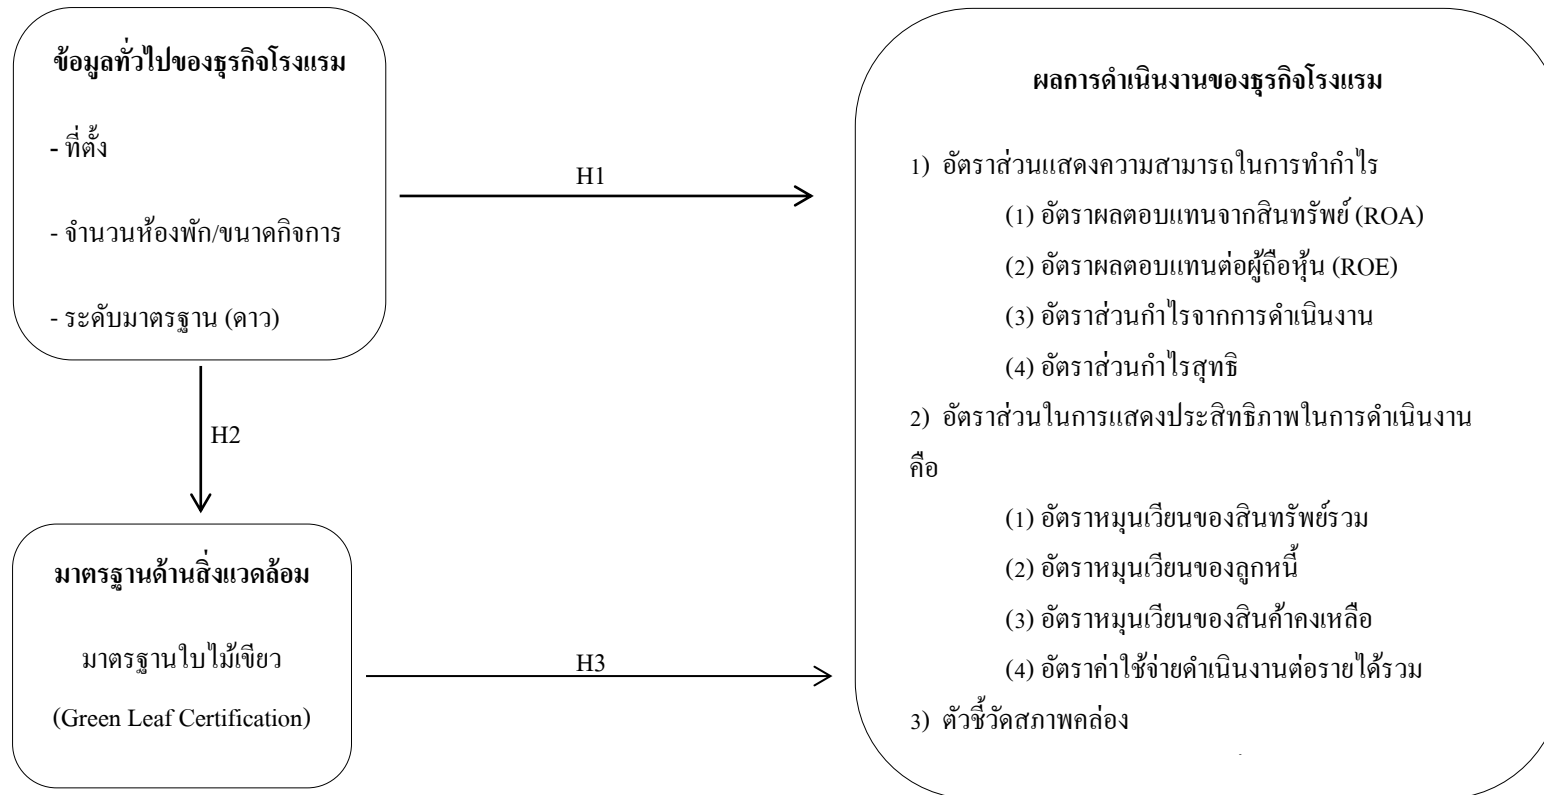 ข้อมูลทั่วไปของธุรกิจโรงแรม
- ที่ตั้ง
- จำนวนห้องพัก/ขนาดกิจการ
- ระดับมาตรฐาน (ดาว)
H1
H2
มาตรฐานด้านสิ่งแวดล้อม
มาตรฐานใบไม้เขียว
(Green Leaf Certification)
H3
ผลการดำเนินงานของธุรกิจโรงแรม
1) อัตราส่วนแสดงความสามารถในการทำกำไร
(1) อัตราผลตอบแทนจากสินทรัพย์ (ROA)
(2) อัตราผลตอบแทนต่อผู้ถือหุ้น (ROE)
(3) อัตราส่วนกำไรจากการดำเนินงาน
(4) อัตราส่วนกำไรสุทธิ
2) อัตราส่วนในการแสดงประสิทธิภาพในการดำเนินงาน
คือ
(1) อัตราหมุนเวียนของสินทรัพย์รวม
(2) อัตราหมุนเวียนของลูกหนี้
(3) อัตราหมุนเวียนของสินค้าคงเหลือ
(4) อัตราค่าใช้จ่ายดำเนินงานต่อรายได้รวม
3) ตัวชี้วัดสภาพคล่อง